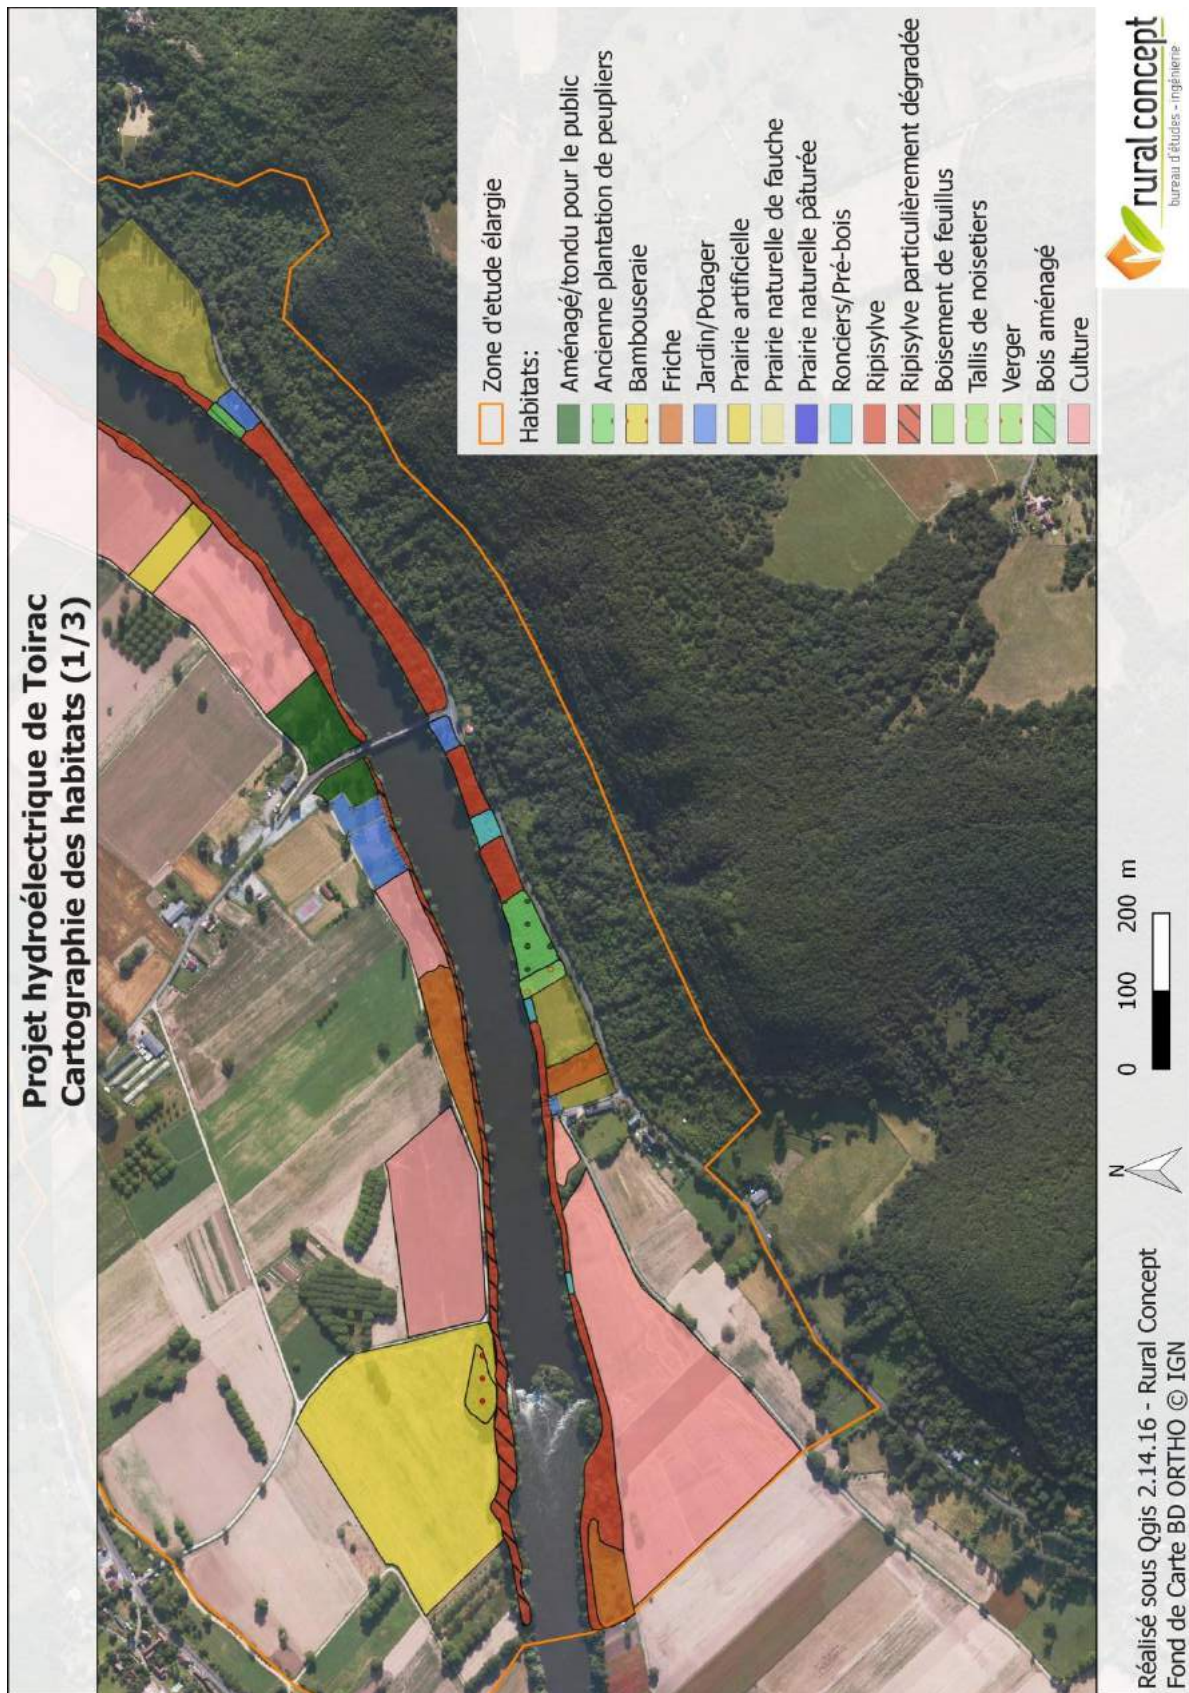 Projet hydroélectrique de Toirac
Cartographie des habitats (1/3)
Zone d'étude élargie
Habitats:
Aménagé/tondu pour le public
Ancienne plantation de peupliers
Bambouseraie
Friche
Jardin/Potager
Prairie artificielle
Prairie naturelle de fauche
Prairie naturelle pâturée
Ronciers/Pré-bois
Ripisylve
Ripisylve particulièrement dégradée
Boisement de feuillus
Tallis de noisetiers
Verger
Bois aménagé
Culture
Réalisé sous Qgis 2.14.16 - Rural Concept
Fond de Carte BD ORTHO © IGN
N
0 100 200 m
rural concept
bureau d'études - ingénierie